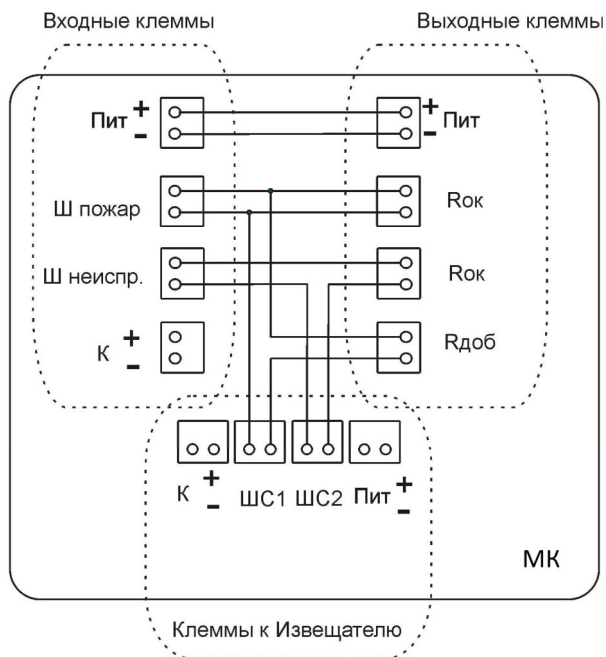 Входные клеммы
Выходные клеммы
Пит + -
+ - Пит
Ш пожар
Rок
Ш неиспр.
Rок
К + -
Rдоб
К + -
ШС1
ШС2
Пит + -
МК
Клеммы к Извещателю